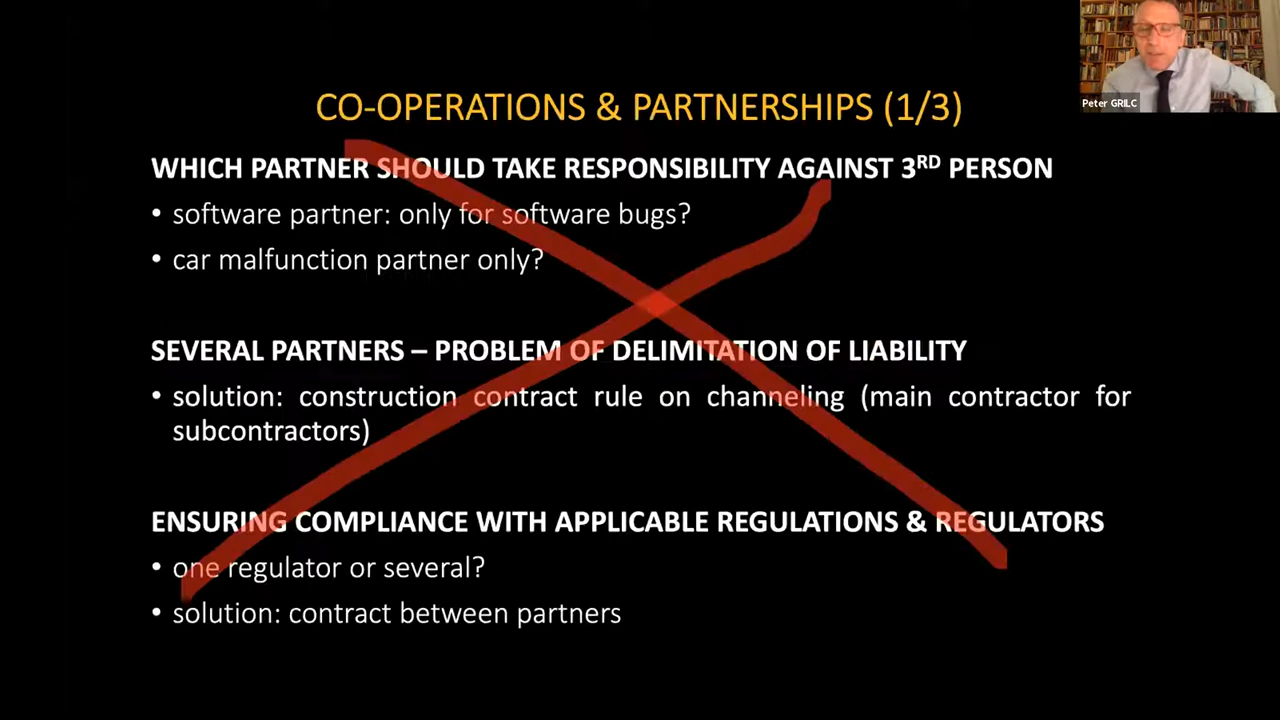 CO-OPERATIONS & PARTNERSHIPS (1/3)
Peter GRILC
WHICH PARTNER SHOULD TAKE RESPONSIBILITY AGAINST 3RD PERSON
• software partner: only for software bugs?
• car malfunction partner only?
SEVERAL PARTNERS – PROBLEM OF DELIMITATION OF LIABILITY
• solution: construction contract rule on channeling (main contractor for
subcontractors)
ENSURING COMPLIANCE WITH APPLICABLE REGULATIONS & REGULATORS
• one regulator or several?
• solution: contract between partners